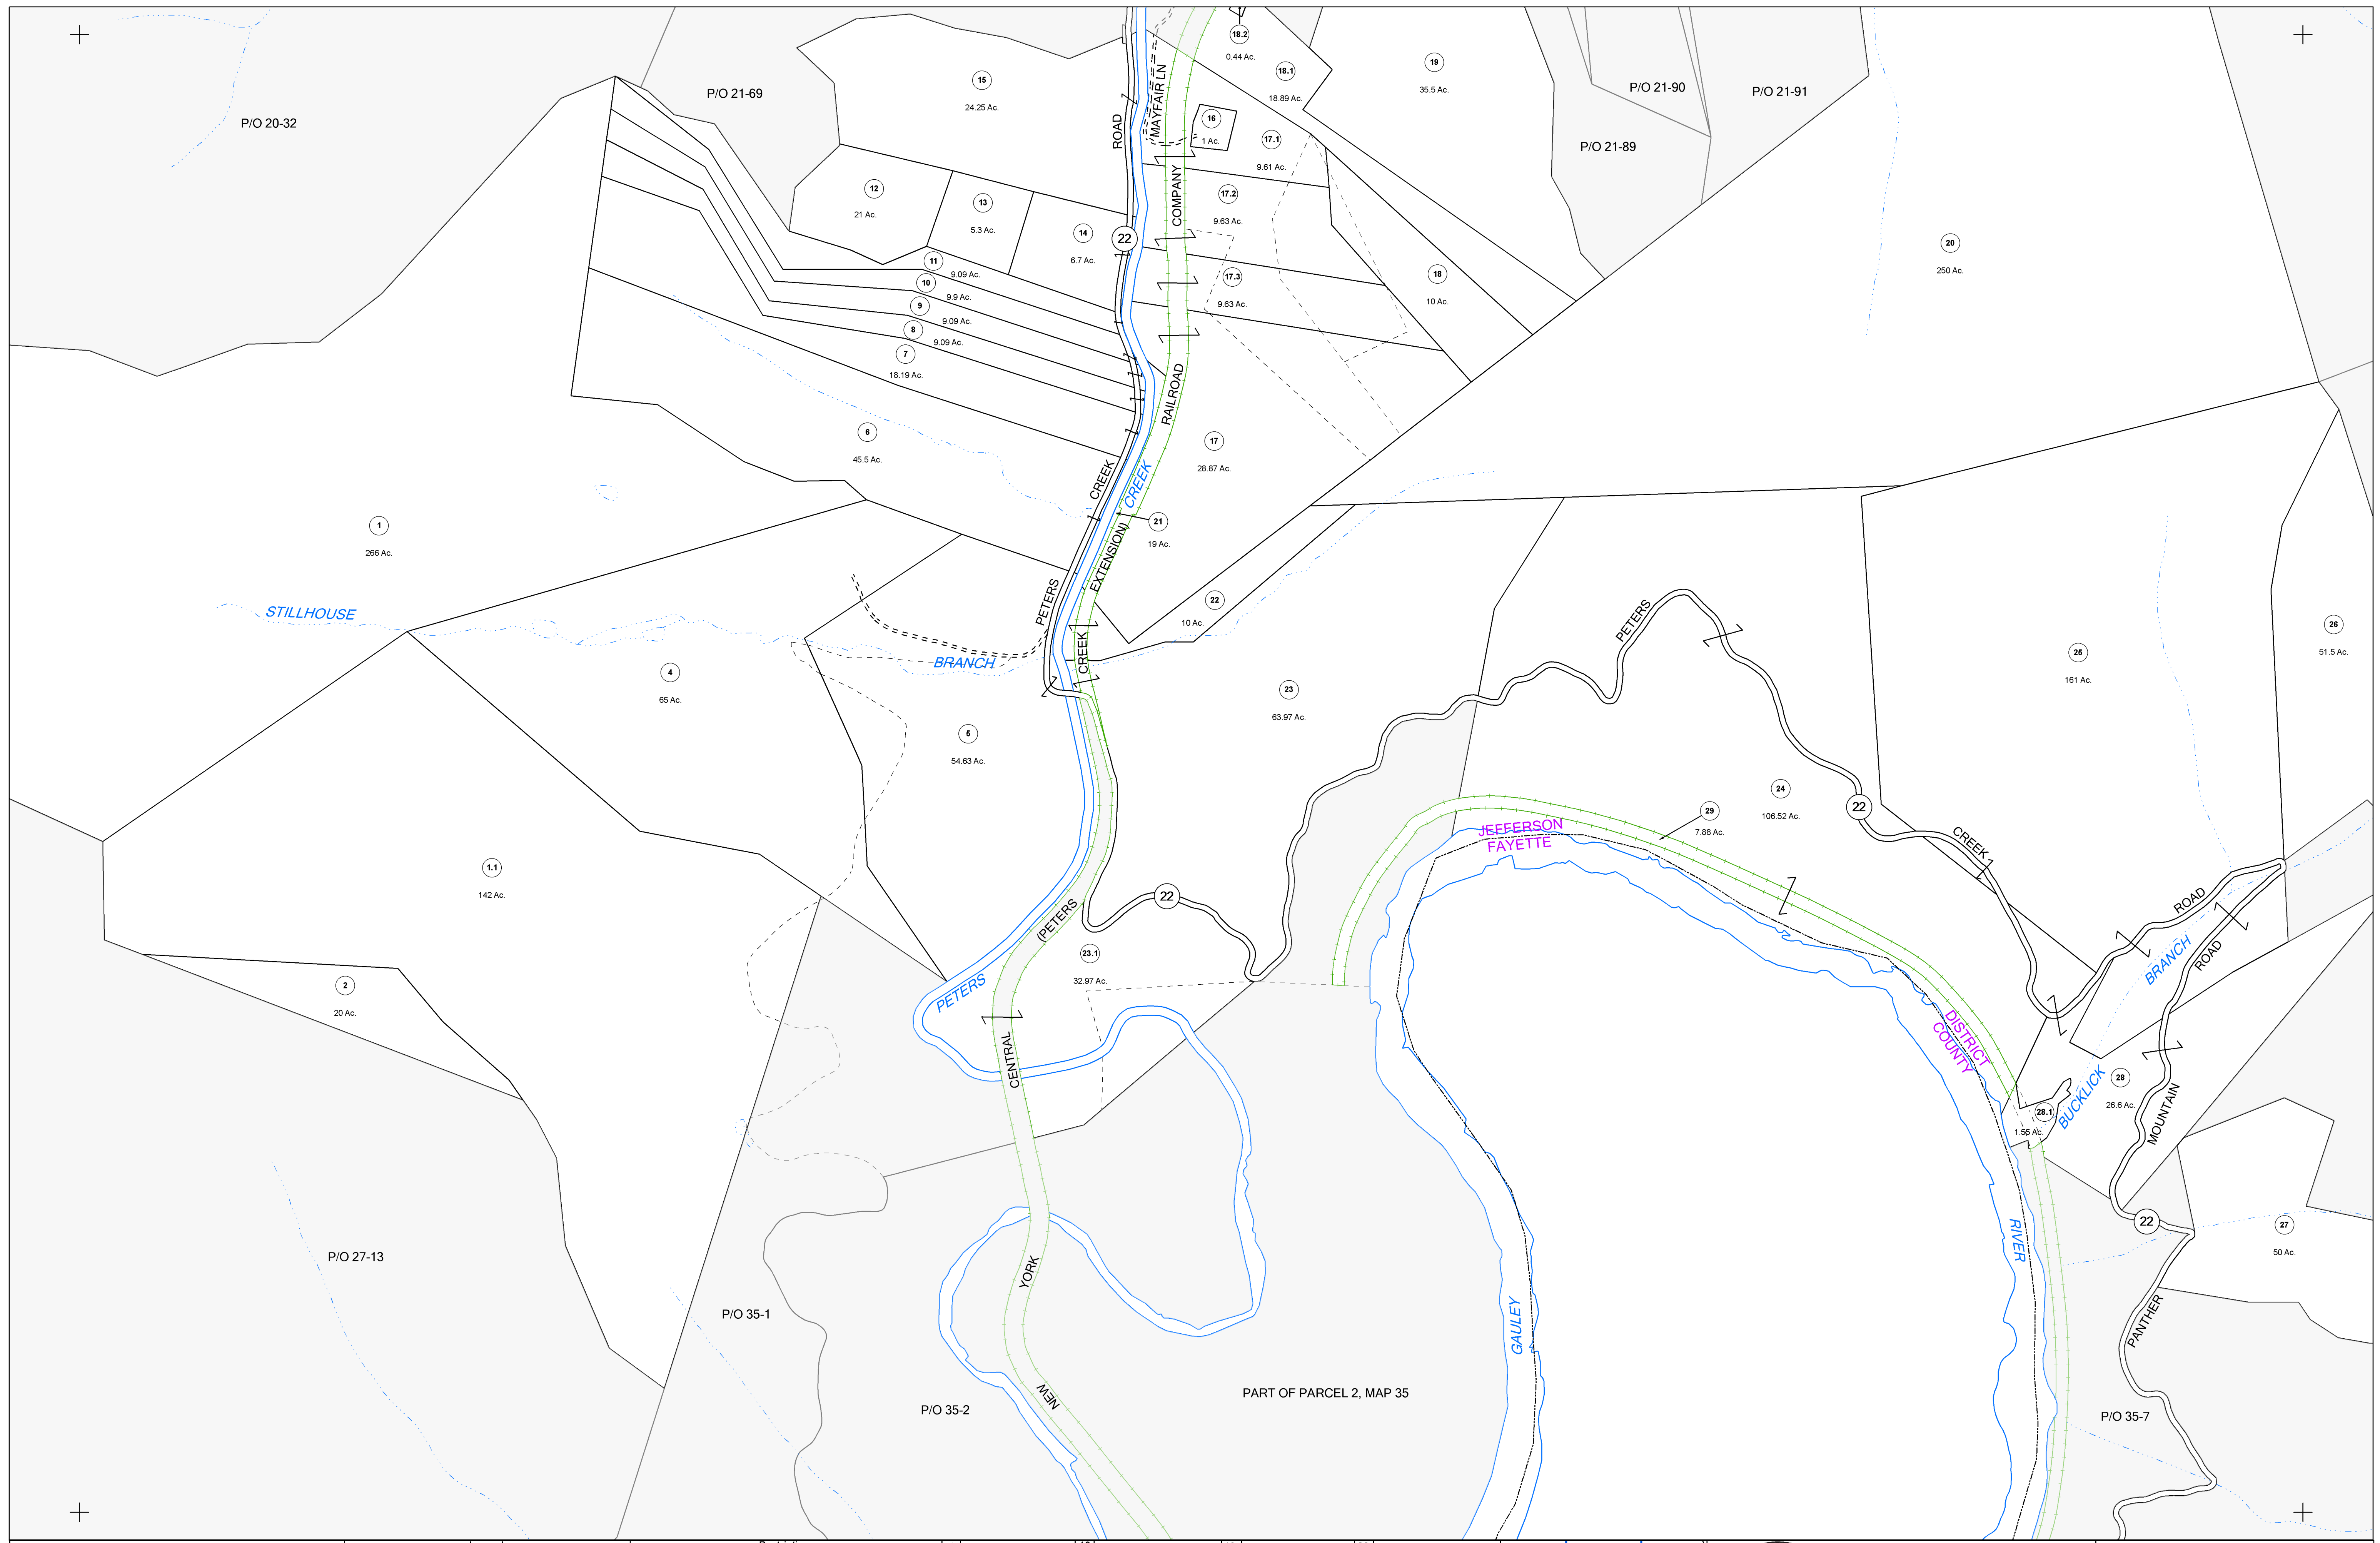 18.2
0.44 Ac.
15
24.25 Ac.
MAYFAIR LN
18.1
18.89 Ac.
19
35.5 Ac.
P/O 21-69
P/O 21-90
P/O 21-91
P/O 20-32
ROAD
16
1 Ac.
17.1
9.61 Ac.
P/O 21-89
12
21 Ac.
13
5.3 Ac.
COMPANY
17.2
9.63 Ac.
14
6.7 Ac.
22
20
250 Ac.
11
9.09 Ac.
10
9.9 Ac.
17.3
9.63 Ac.
18
10 Ac.
9
9.09 Ac.
8
9.09 Ac.
7
18.19 Ac.
RAILROAD
6
45.5 Ac.
17
28.87 Ac.
CREEK
CREEK
1
266 Ac.
21
19 Ac.
EXTENSION)
STILLHOUSE
PETERS
22
10 Ac.
PETERS
26
51.5 Ac.
BRANCH
CREEK
25
161 Ac.
4
65 Ac.
23
63.97 Ac.
5
54.63 Ac.
24
106.52 Ac.
29
7.88 Ac.
22
JEFFERSON
FAYETTE
CREEK
1.1
142 Ac.
22
ROAD
(PETERS
23.1
32.97 Ac.
BRANCH
ROAD
2
20 Ac.
PETERS
CENTRAL
DISTRICT
COUNTY
28
26.6 Ac.
BUCKLICK
28.1
1.55 Ac.
MOUNTAIN
22
27
50 Ac.
RIVER
P/O 27-13
YORK
P/O 35-1
GAULEY
PANTHER
NEW
PART OF PARCEL 2, MAP 35
P/O 35-2
P/O 35-7